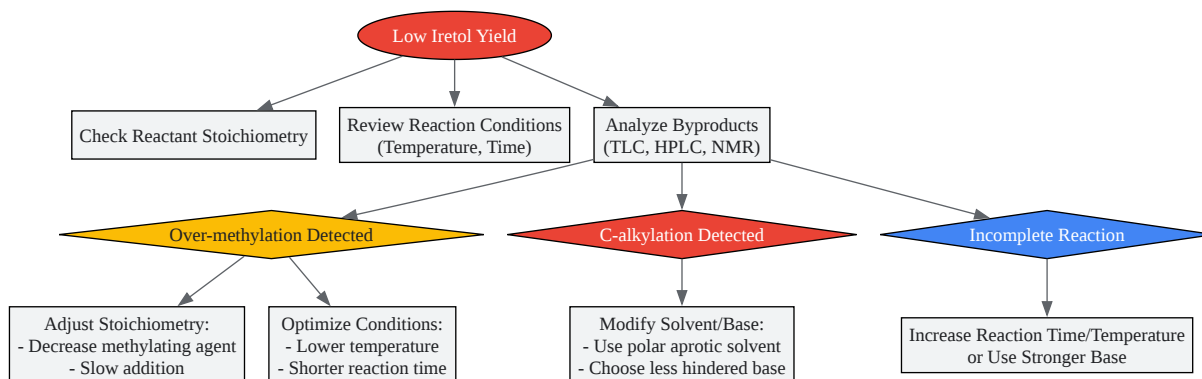 Low Iretol Yield
Check Reactant Stoichiometry
Review Reaction Conditions
(Temperature, Time)
Analyze Byproducts
(TLC, HPLC, NMR)
Over-methylation Detected
C-alkylation Detected
Incomplete Reaction
Adjust Stoichiometry:
- Decrease methylating agent
- Slow addition
Optimize Conditions:
- Lower temperature
- Shorter reaction time
Modify Solvent/Base:
- Use polar aprotic solvent
- Choose less hindered base
Increase Reaction Time/Temperature
or Use Stronger Base